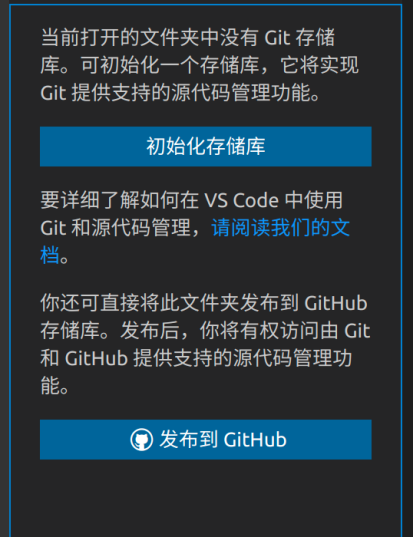 当前打开的文件夹中没有 Git 存储
库。可初始化一个存储库，它将实现
Git 提供支持的源代码管理功能。
初始化存储库
要详细了解如何在 VS Code 中使用
Git 和源代码管理，请阅读我们的文
档。
你还可直接将此文件夹发布到 GitHub
存储库。发布后，你将有权访问由 Git
和 GitHub 提供支持的源代码管理功
能。
发布到 GitHub